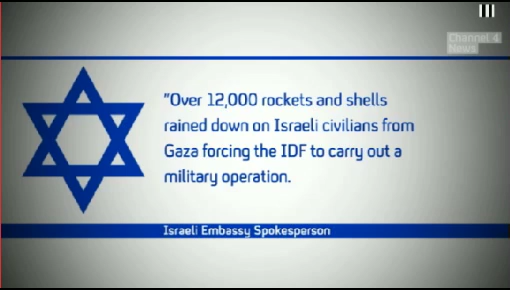 Channel 4
News
"Over 12,000 rockets and shells
rained down on Israeli civilians from
Gaza forcing the IDF to carry out a
military operation.
Israeli Embassy Spokesperson